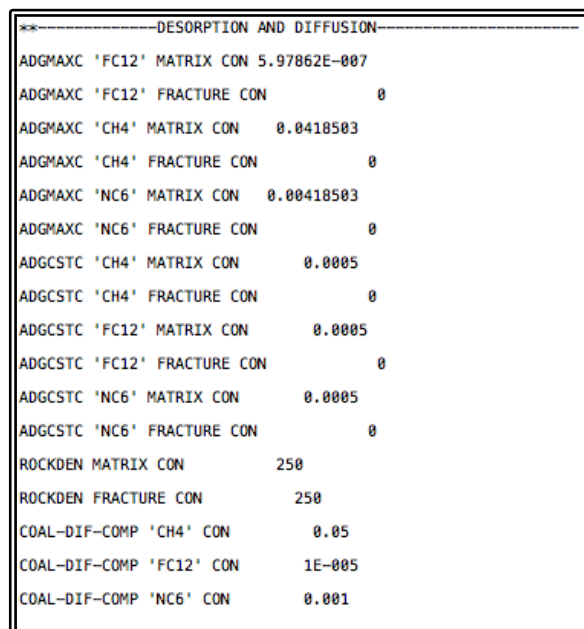 **-------------DESORPTION AND DIFFUSION----------------------
ADGMAXC 'FC12' MATRIX CON 5.97862E-007
ADGMAXC 'FC12' FRACTURE CON 0
ADGMAXC 'CH4' MATRIX CON 0.0418503
ADGMAXC 'CH4' FRACTURE CON 0
ADGMAXC 'NC6' MATRIX CON 0.00418503
ADGMAXC 'NC6' FRACTURE CON 0
ADGCSTC 'CH4' MATRIX CON 0.0005
ADGCSTC 'CH4' FRACTURE CON 0
ADGCSTC 'FC12' MATRIX CON 0.0005
ADGCSTC 'FC12' FRACTURE CON 0
ADGCSTC 'NC6' MATRIX CON 0.0005
ADGCSTC 'NC6' FRACTURE CON 0
ROCKDEN MATRIX CON 250
ROCKDEN FRACTURE CON 250
COAL-DIF-COMP 'CH4' CON 0.05
COAL-DIF-COMP 'FC12' CON 1E-005
COAL-DIF-COMP 'NC6' CON 0.001